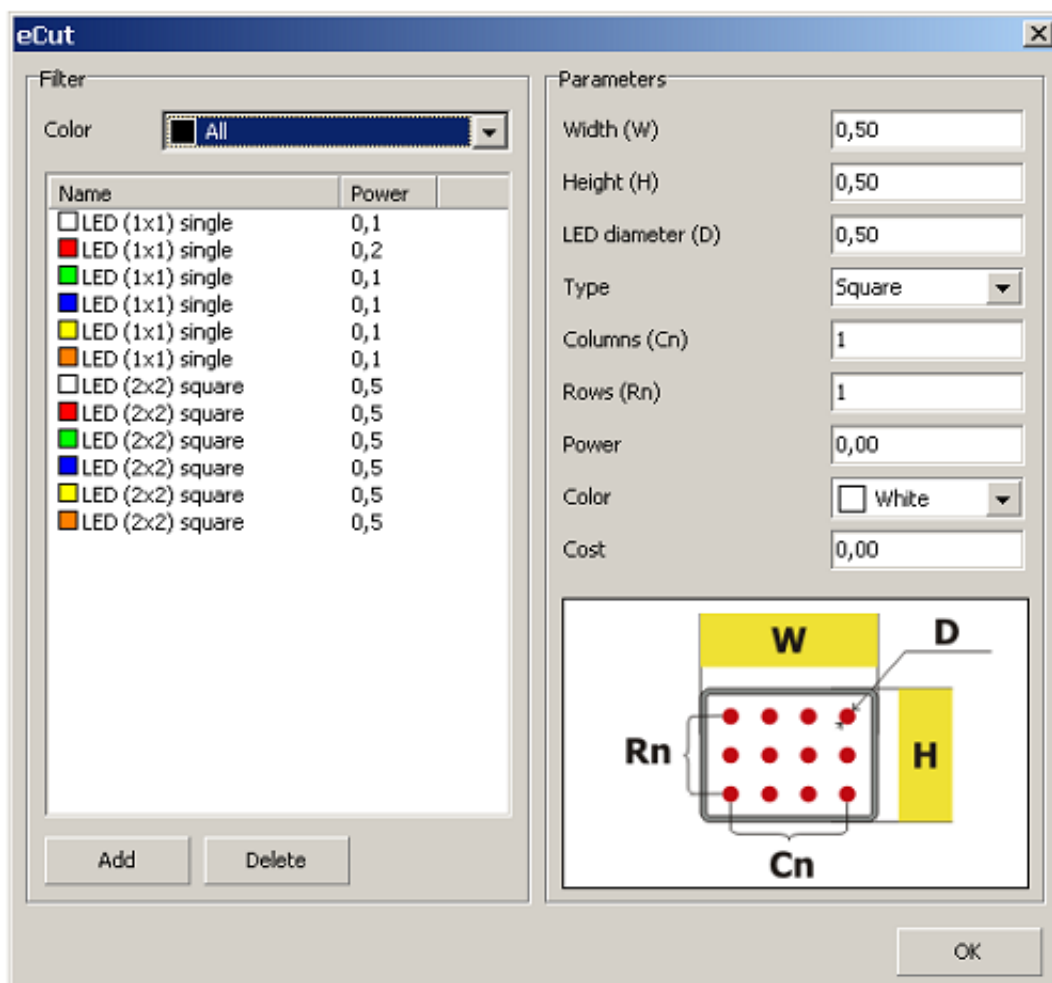 eCut
Filter
Color All
Name Power
LED (1x1) single 0,1
LED (1x1) single 0,2
LED (1x1) single 0,1
LED (1x1) single 0,1
LED (1x1) single 0,1
LED (1x1) single 0,1
LED (2x2) square 0,5
LED (2x2) square 0,5
LED (2x2) square 0,5
LED (2x2) square 0,5
LED (2x2) square 0,5
LED (2x2) square 0,5
Add Delete
Parameters
Width (W) 0,50
Height (H) 0,50
LED diameter (D) 0,50
Type Square
Columns (Cn) 1
Rows (Rn) 1
Power 0,00
Color White
Cost 0,00
W D
Rn H
Cn
OK